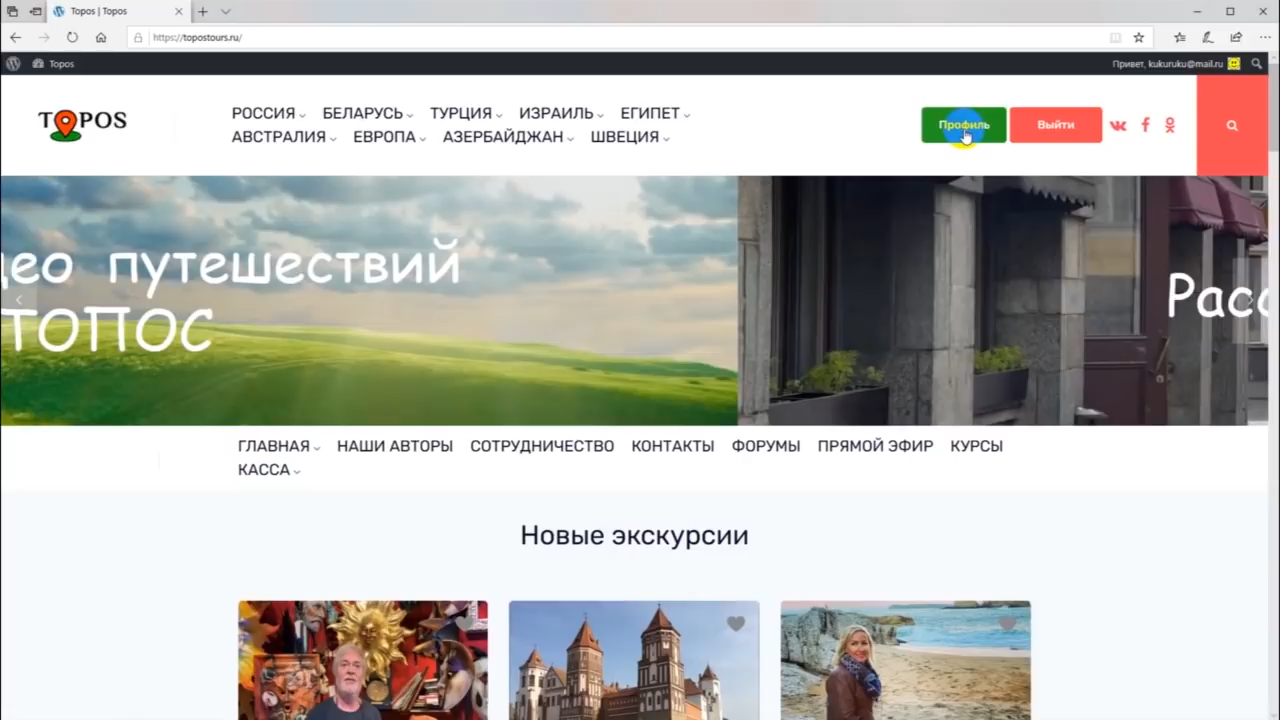 Topos | Topos
https://topostours.ru/
Topos
Привет, kukuruku@mail.ru
TOPOS
РОССИЯ БЕЛАРУСЬ ТУРЦИЯ ИЗРАИЛЬ ЕГИПЕТ
АВСТРАЛИЯ ЕВРОПА АЗЕРБАЙДЖАН ШВЕЦИЯ
Профиль
Выйти
део путешествий
ТОПОС
Расс
ГЛАВНАЯ НАШИ АВТОРЫ СОТРУДНИЧЕСТВО КОНТАКТЫ ФОРУМЫ ПРЯМОЙ ЭФИР КУРСЫ
КАССА
Новые экскурсии